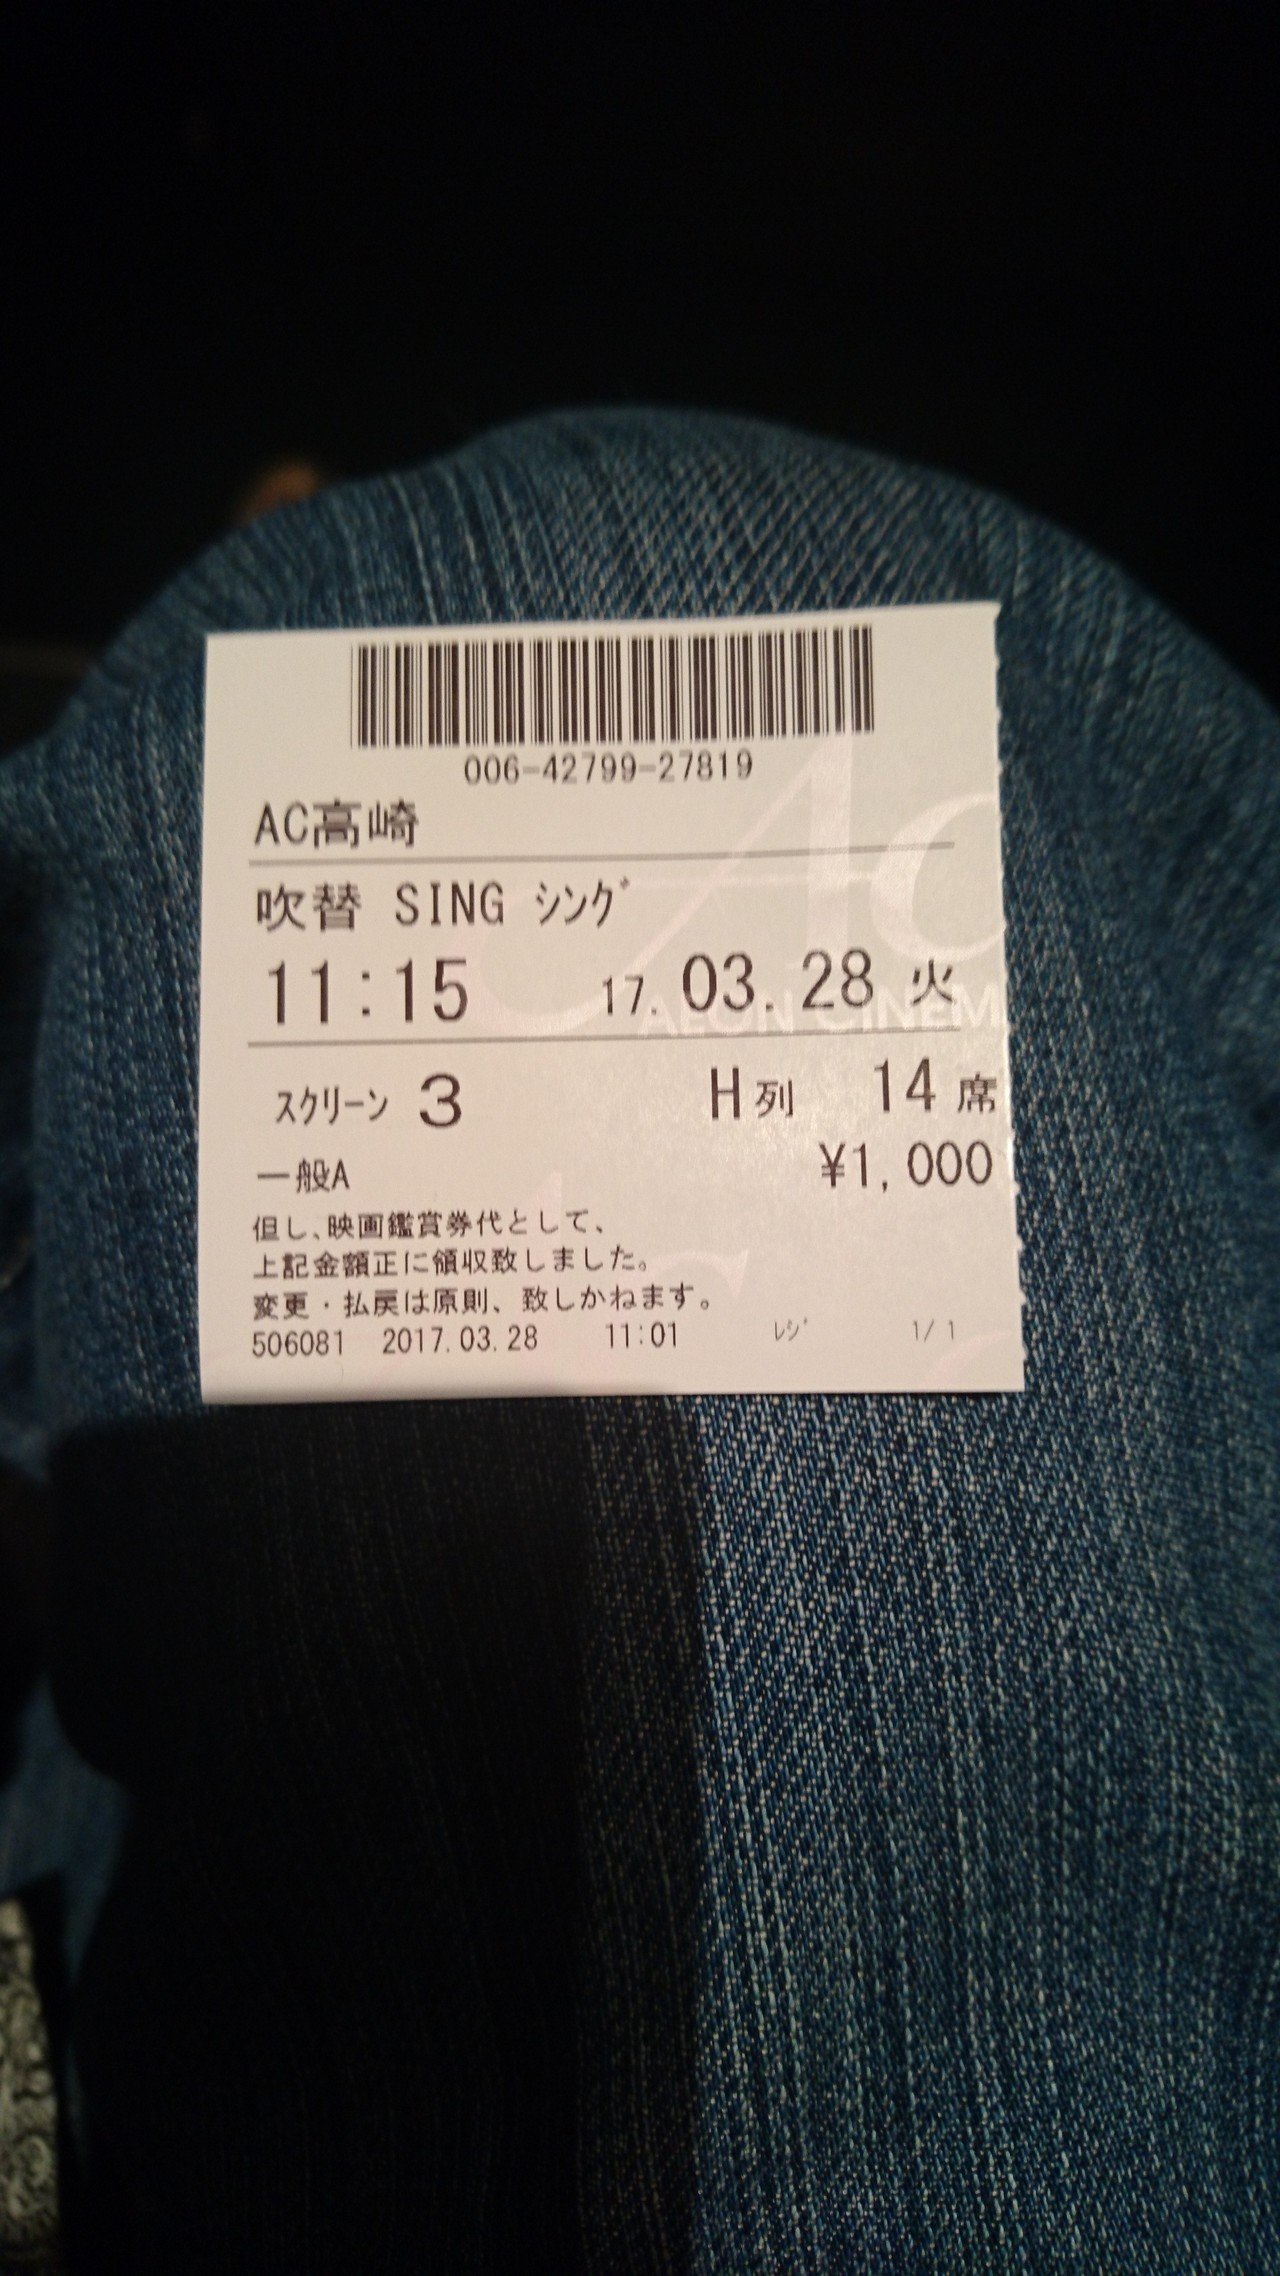 006-42799-27819
AC高崎
吹替 SING ｼﾝｸﾞ
11:15 17. 03. 28 火
AEON CINEM
ｽｸﾘｰﾝ 3 H列 14席
一般A ¥1,000
但し､映画鑑賞券代として、
上記金額正に領収致しました。
変更・払戻は原則、致しかねます。
506081 2017.03.28 11:01 ﾚｼﾞ 1/ 1